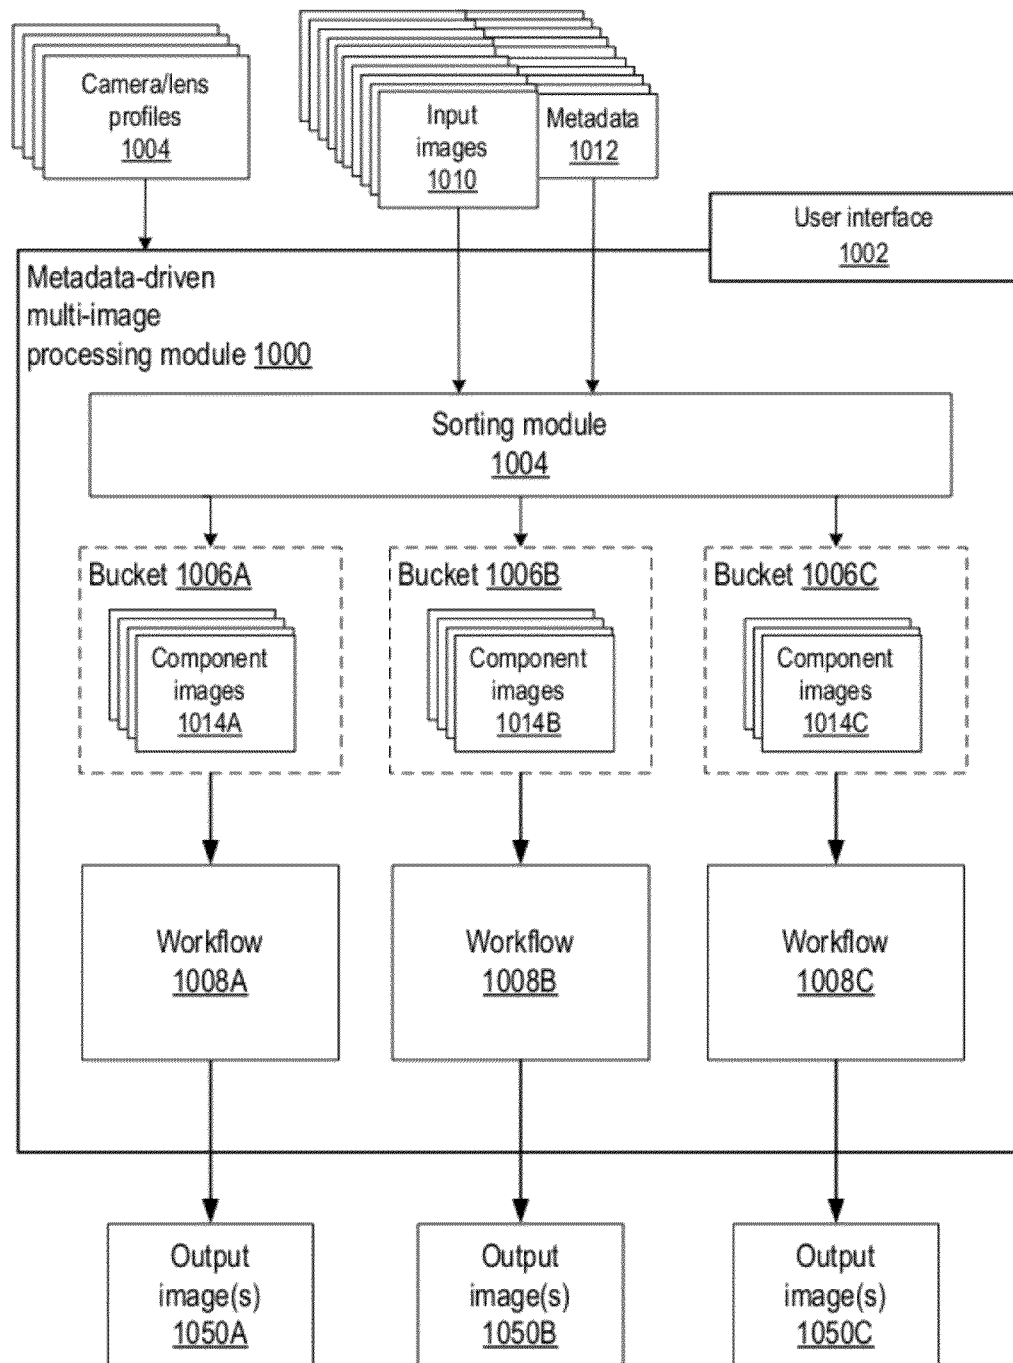 Camera/lens
profiles
1004
Input
images
1010
Metadata
1012
User interface
1002
Metadata-driven
multi-image
processing module 1000
Sorting module
1004
Bucket 1006A
Component
images
1014A
Bucket 1006B
Component
images
1014B
Bucket 1006C
Component
images
1014C
Workflow
1008A
Workflow
1008B
Workflow
1008C
Output
image(s)
1050A
Output
image(s)
1050B
Output
image(s)
1050C